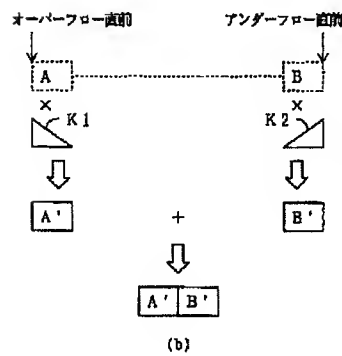 オーバーフロー直前 アンダーフロー直前
A B
× ×
K1 K2
A' + B'
A' B'
(b)